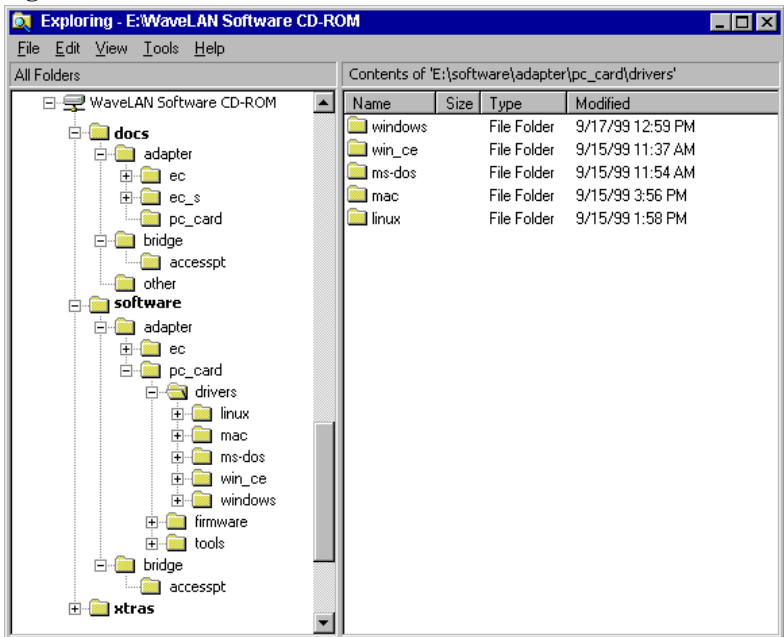 Exploring - E:\WaveLAN Software CD-ROM
File Edit View Tools Help
All Folders
Contents of 'E:\software\adapter\pc_card\drivers'
WaveLAN Software CD-ROM
docs
adapter
ec
ec_s
pc_card
bridge
accesspt
other
software
adapter
ec
pc_card
drivers
linux
mac
ms-dos
win_ce
windows
firmware
tools
bridge
accesspt
xtras
Name Size Type Modified
windows File Folder 9/17/99 12:59 PM
win_ce File Folder 9/15/99 11:37 AM
ms-dos File Folder 9/15/99 11:54 AM
mac File Folder 9/15/99 3:56 PM
linux File Folder 9/15/99 1:58 PM